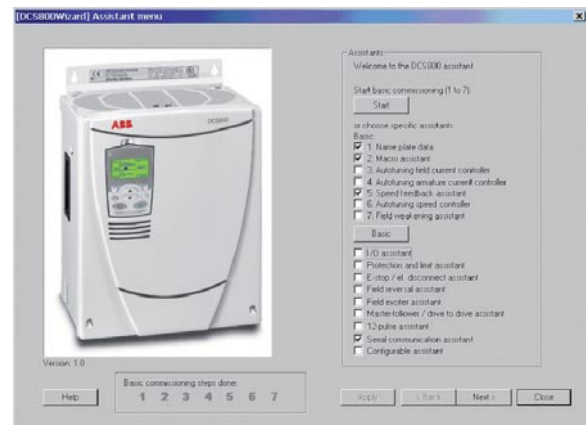 [DCS800Wizard] Assistant menu
ABB
DCS800
Version: 1.0
Assistants
Welcome to the DCS800 assistant
Start basic commissioning (1 to 7)
Start
or choose specific assistants
Basic:
1. Name plate data
2. Macro assistant
3. Autotuning field current controller
4. Autotuning armature current controller
5. Speed feedback assistant
6. Autotuning speed controller
7. Field weakening assistant
Basic
I/O assistant
Protection and limit assistant
E-stop / el. disconnect assistant
Field reversal assistant
Field exciter assistant
Master-follower / drive to drive assistant
12-pulse assistant
Serial communication assistant
Configurable assistant
Help
Basic commissioning steps done:
1 2 3 4 5 6 7
Apply
< Back
Next >
Close